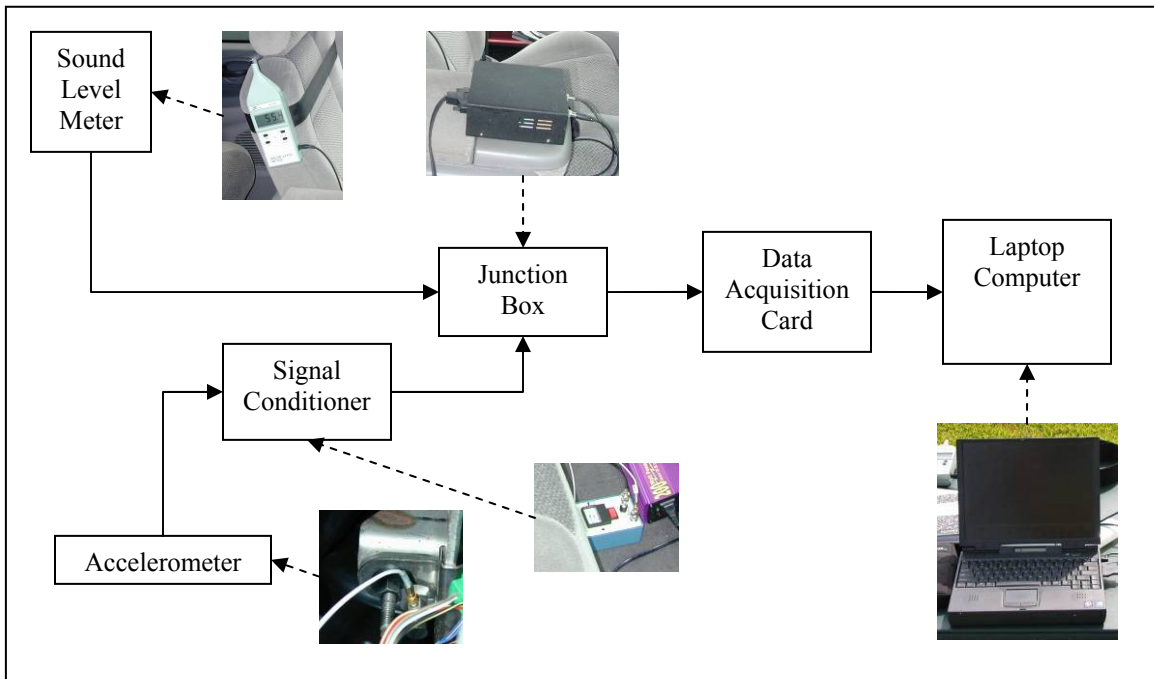 Sound
Level
Meter
Junction
Box
Data
Acquisition
Card
Laptop
Computer
Signal
Conditioner
Accelerometer